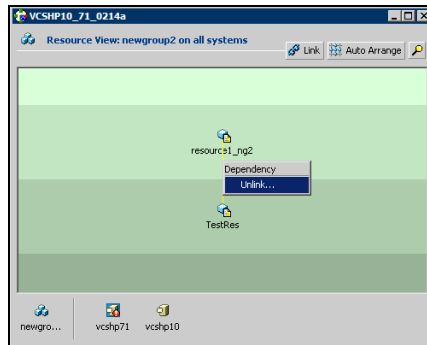 VCSHP10_71_0214a
Resource View: newgroup2 on all systems
Link Auto Arrange
resource1_ng2
Dependency
Unlink...
TestRes
newgro... vcshp71 vcshp10